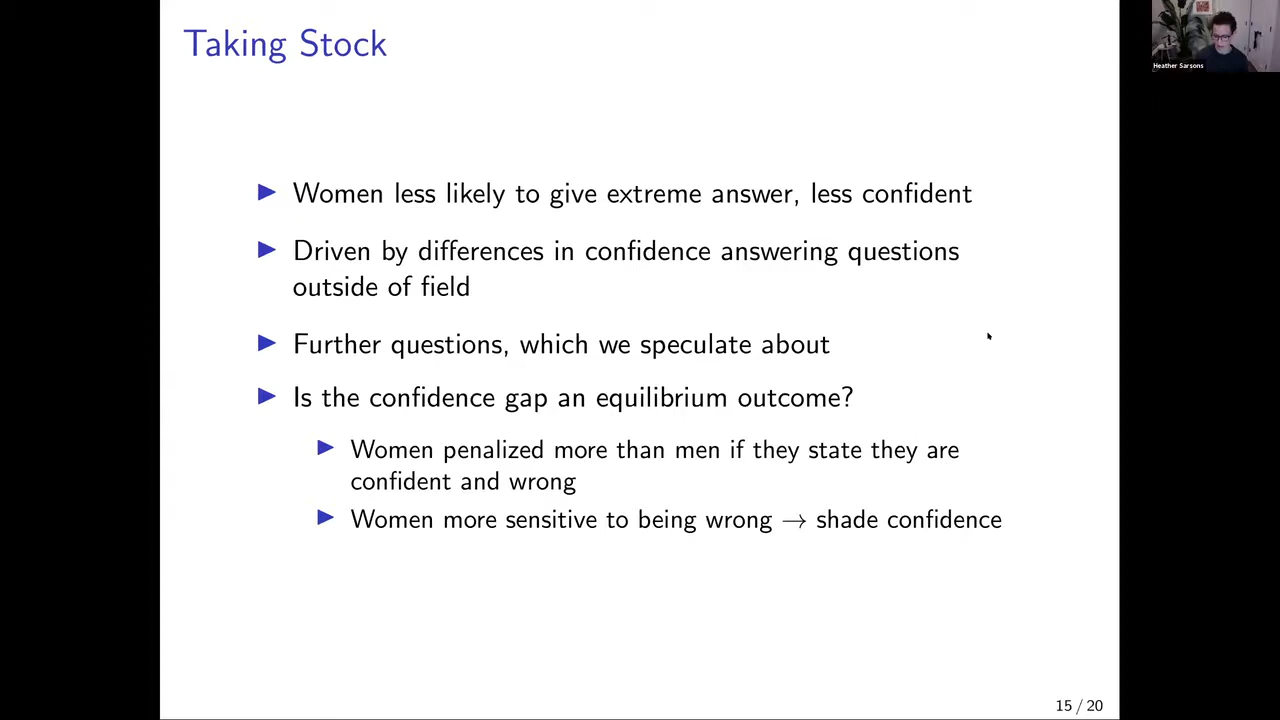 Taking Stock
Heather Sarsons
▶ Women less likely to give extreme answer, less confident
▶ Driven by differences in confidence answering questions
outside of field
▶ Further questions, which we speculate about
▶ Is the confidence gap an equilibrium outcome?
▶ Women penalized more than men if they state they are
confident and wrong
▶ Women more sensitive to being wrong → shade confidence
15 / 20